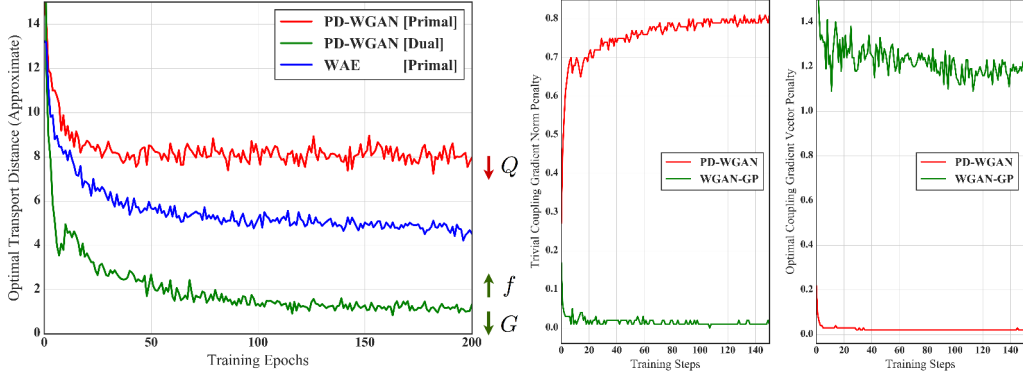 Optimal Transport Distance (Approximate)
14
12
10
8
6
4
2
0
PD-WGAN [Primal]
PD-WGAN [Dual]
WAE [Primal]
0 50 100 150 200
Training Epochs
Q
f
G
Trivial Coupling Gradient Norm Penalty
0.8
0.7
0.6
0.5
0.4
0.3
0.2
0.1
0.0
PD-WGAN
WGAN-GP
0 20 40 60 80 100 120 140
Training Steps
Optimal Coupling Gradient Vector Penalty
1.4
1.2
1.0
0.8
0.6
0.4
0.2
0.0
PD-WGAN
WGAN-GP
0 20 40 60 80 100 120 140
Training Steps